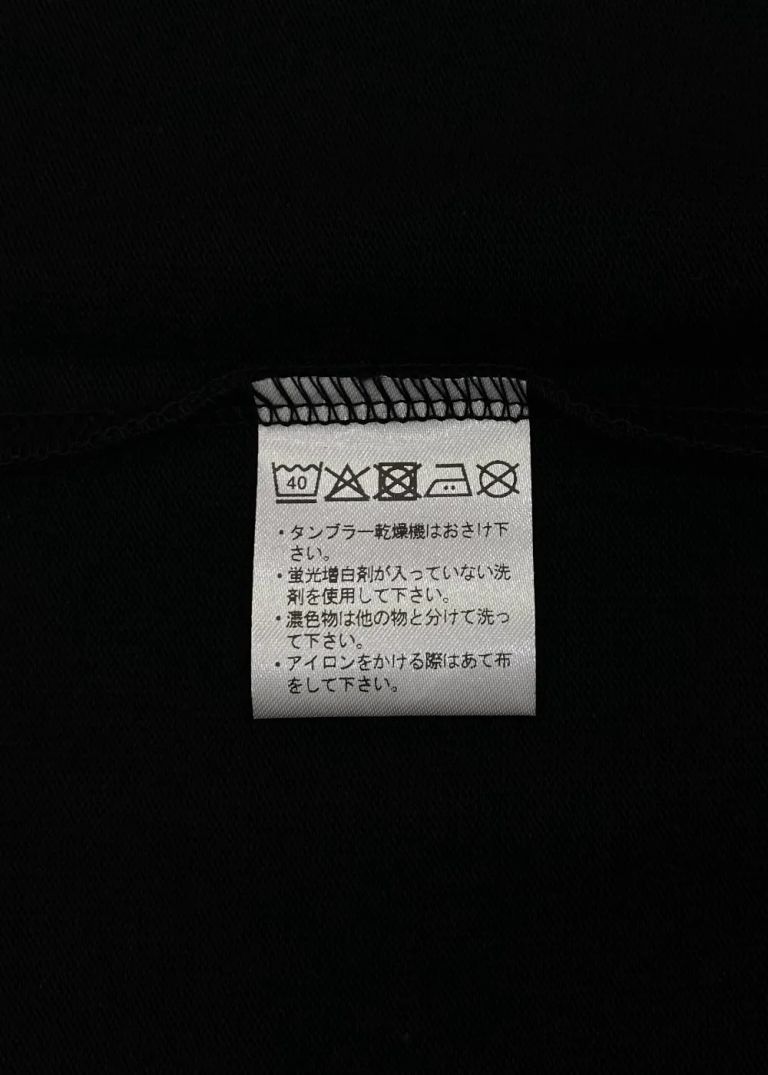 40
・タンブラー乾燥機はおさけ下
さい。
・蛍光増白剤が入っていない洗
剤を使用して下さい。
・濃色物は他の物と分けて洗っ
て下さい。
・アイロンをかける際はあて布
をして下さい。